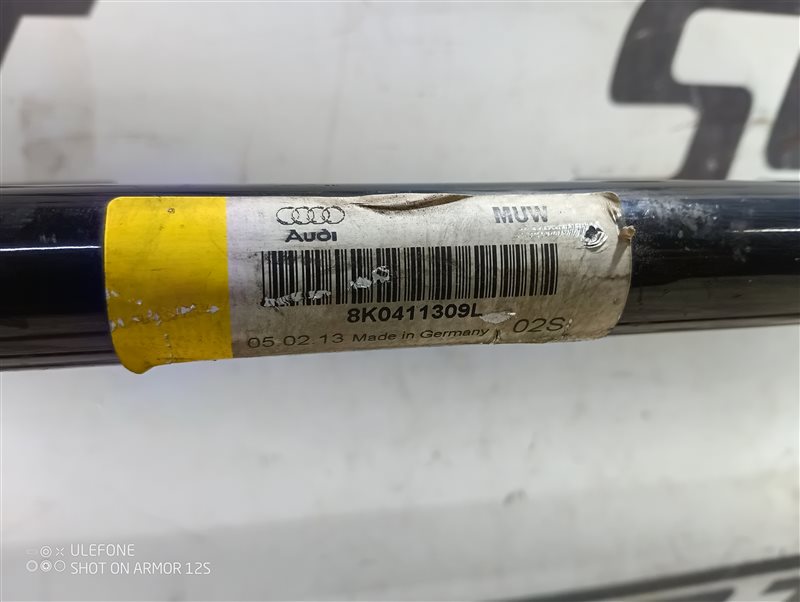 Audi
MUW
8K0411309L
05.02.13 Made in Germany 02S
ULEFONE
SHOT ON ARMOR 12S